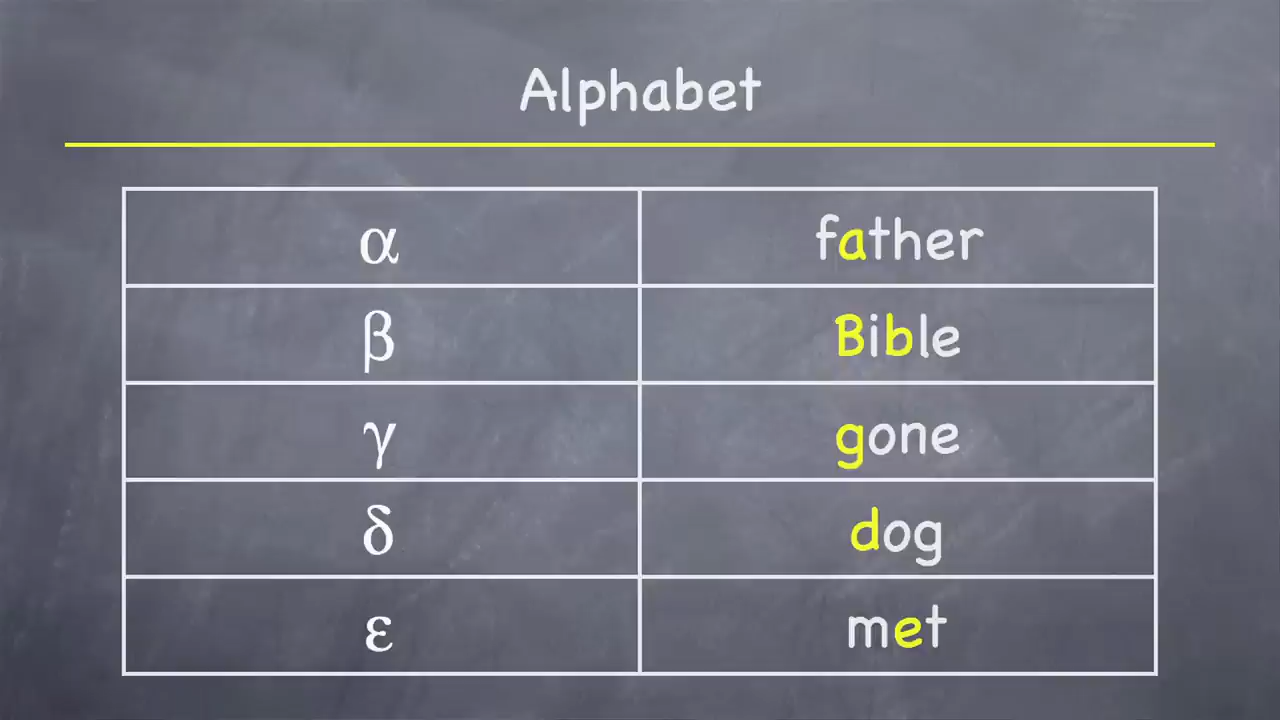 Alphabet
α father
β Bible
γ gone
δ dog
ε met